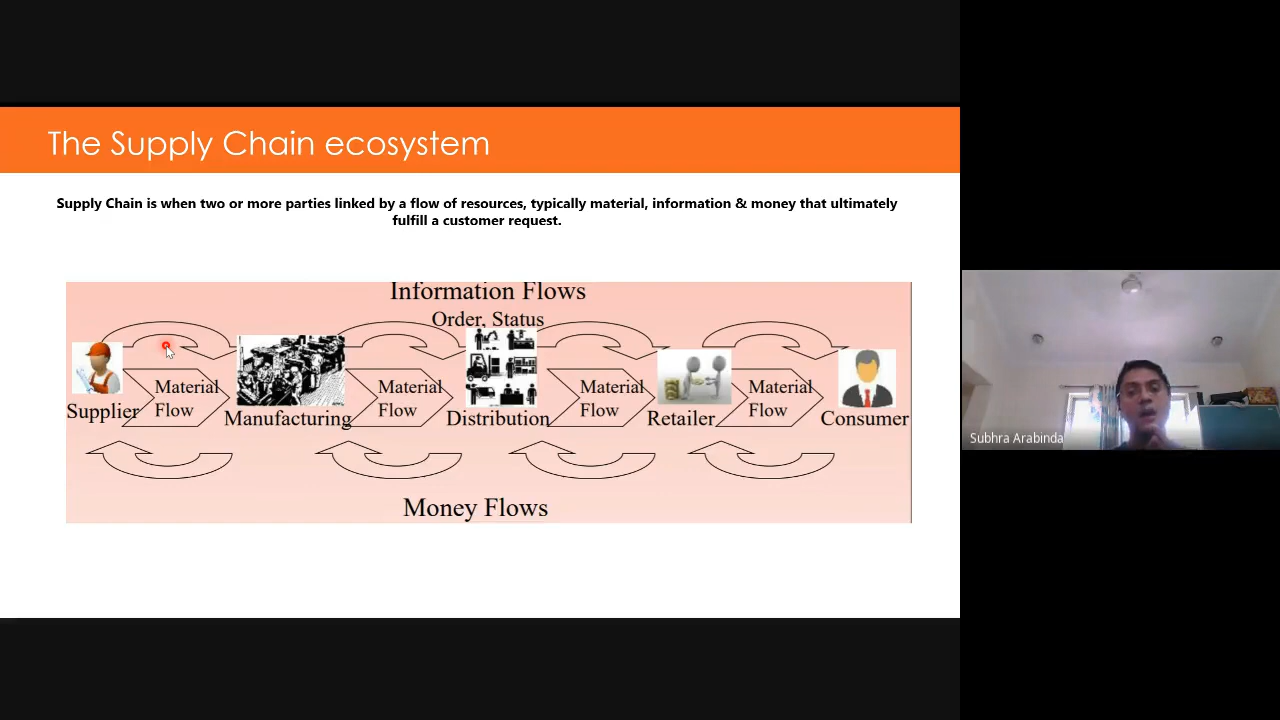 The Supply Chain ecosystem
Supply Chain is when two or more parties linked by a flow of resources, typically material, information & money that ultimately
fulfill a customer request.
Information Flows
Order, Status
Material
Flow
Material
Flow
Material
Flow
Material
Flow
Supplier
Manufacturing
Distribution
Retailer
Consumer
Money Flows
Subhra Arabinda